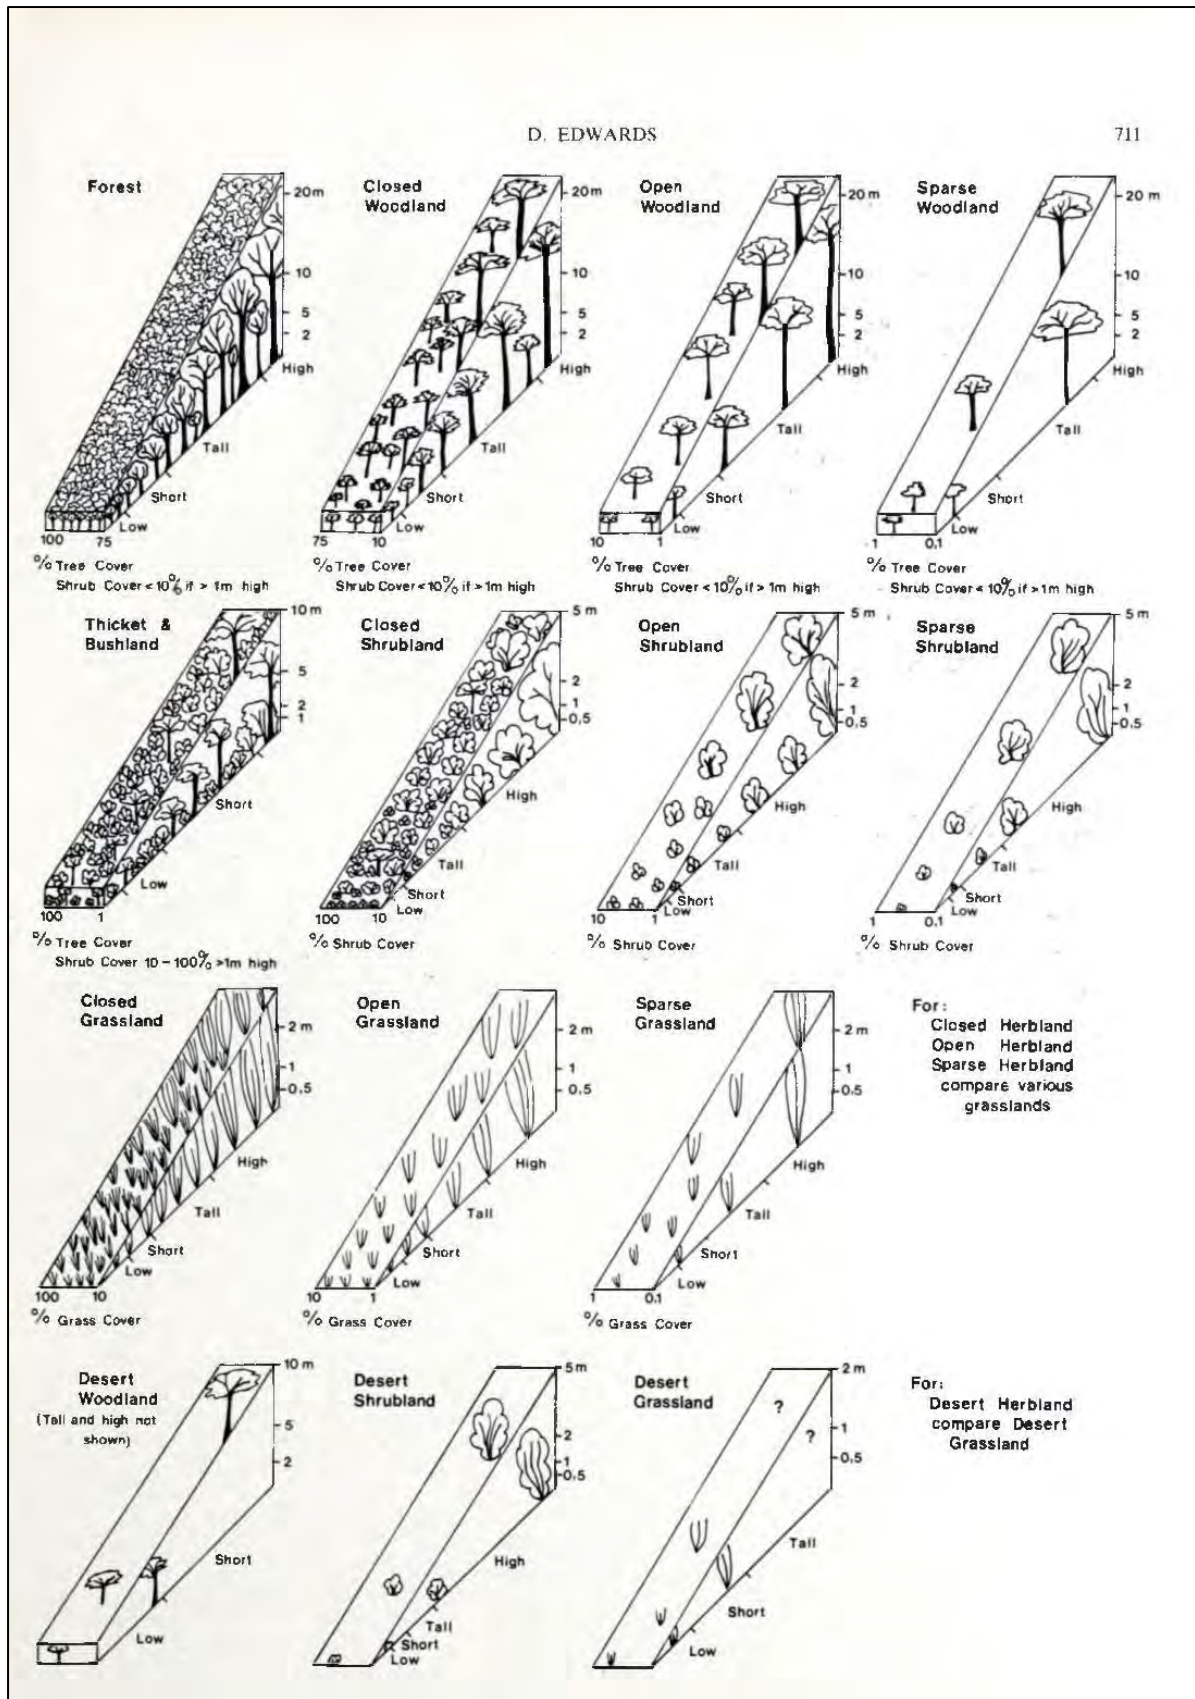 D. EDWARDS
711
Forest
20m
10
5
2
High
Tall
Short
Low
100 75
% Tree Cover
Shrub Cover < 10% if > 1m high
Closed
Woodland
20m
10
5
2
High
Tall
Short
Low
75 10
% Tree Cover
Shrub Cover < 10% if > 1m high
Open
Woodland
20m
10
5
2
High
Tall
Short
Low
10 1
% Tree Cover
Shrub Cover < 10% if > 1m high
Sparse
Woodland
20 m
10
5
2
High
Tall
Short
Low
1 0.1
% Tree Cover
Shrub Cover < 10% if > 1m high
Thicket &
Bushland
10m
5
2
1
Short
Low
100 1
% Tree Cover
Shrub Cover 10 - 100% >1m high
Closed
Shrubland
5m
2
1
0,5
High
Tall
Short
Low
100 10
% Shrub Cover
Open
Shrubland
5m
2
1
0,5
High
Tall
Short
Low
10 1
% Shrub Cover
Sparse
Shrubland
5m
2
1
0,5
High
Tall
Short
Low
1 0.1
% Shrub Cover
Closed
Grassland
2 m
1
0,5
High
Tall
Short
Low
100 10
% Grass Cover
Open
Grassland
2 m
1
0,5
High
Tall
Short
Low
10 1
% Grass Cover
Sparse
Grassland
2 m
1
0,5
High
Tall
Short
Low
1 0.1
% Grass Cover
For:
Closed Herbland
Open Herbland
Sparse Herbland
compare various
grasslands
Desert
Woodland
(Tall and high not
shown)
10 m
5
2
Short
Low
Desert
Shrubland
5m
2
1
0,5
High
Tall
Short
Low
Desert
Grassland
2 m
1
0,5
?
?
Tall
Short
Low
For:
Desert Herbland
compare Desert
Grassland